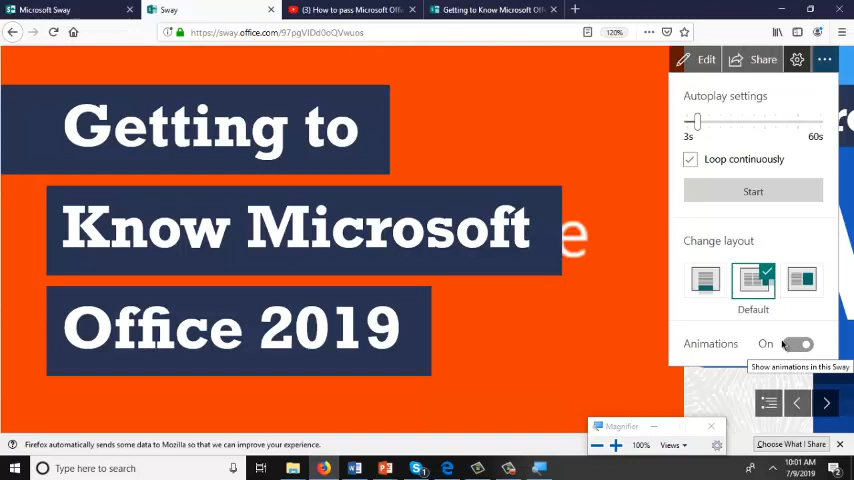 Microsoft Sway
Sway
(3) How to pass Microsoft Offi
Getting to Know Microsoft Offic
https://sway.office.com/97pgVIDd0oQVwuos
120%
Edit
Share
Getting to
Know Microsoft
Office 2019
e
Autoplay settings
3s
60s
Loop continuously
Start
Change layout
Default
Animations
On
Show animations in this Sway
Magnifier
100%
Views
Firefox automatically sends some data to Mozilla so that we can improve your experience.
Choose What I Share
Type here to search
10:01 AM
7/9/2019
2